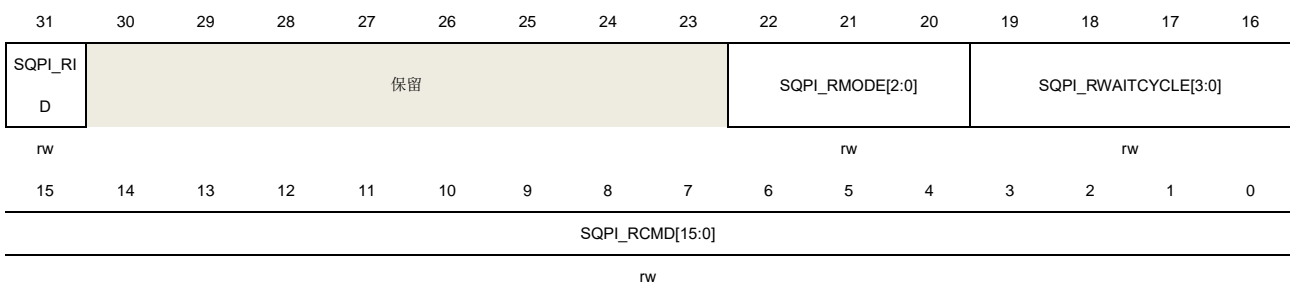 31 30 29 28 27 26 25 24 23 22 21 20 19 18 17 16
SQPI_RI
D
保留
SQPI_RMODE[2:0]
SQPI_RWAITCYCLE[3:0]
rw rw rw
15 14 13 12 11 10 9 8 7 6 5 4 3 2 1 0
SQPI_RCMD[15:0]
rw